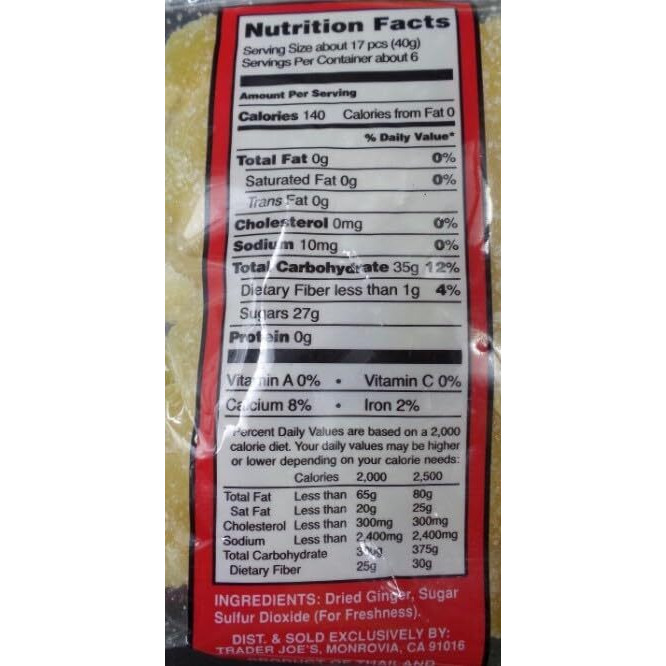 Nutrition Facts
Serving Size about 17 pcs (40g)
Servings Per Container about 6
Amount Per Serving
Calories 140 Calories from Fat 0
% Daily Value*
Total Fat 0g 0%
Saturated Fat 0g 0%
Trans Fat 0g
Cholesterol 0mg 0%
Sodium 10mg 0%
Total Carbohydrate 35g 12%
Dietary Fiber less than 1g 4%
Sugars 27g
Protein 0g
Vitamin A 0% • Vitamin C 0%
Calcium 8% • Iron 2%
Percent Daily Values are based on a 2,000
calorie diet. Your daily values may be higher
or lower depending on your calorie needs:
Calories 2,000 2,500
Total Fat Less than 65g 80g
Sat Fat Less than 20g 25g
Cholesterol Less than 300mg 300mg
Sodium Less than 2,400mg 2,400mg
Total Carbohydrate 375g
Dietary Fiber 25g 30g
INGREDIENTS: Dried Ginger, Sugar
Sulfur Dioxide (For Freshness).
DIST. & SOLD EXCLUSIVELY BY:
TRADER JOE'S, MONROVIA, CA 91016
PRODUCT OF THAILAND